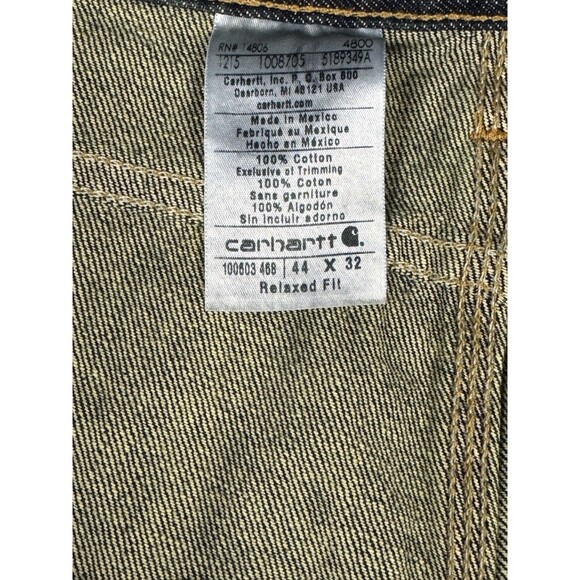 RN# 14806 4800
1215 1008705 5189349A
Carhartt, Inc. P. O. Box 600
Dearborn, MI 48121 USA
carhartt.com
Made in Mexico
Fabriqué au Mexique
Hecho en México
100% Cotton
Exclusive of Trimming
100% Coton
Sans garniture
100% Algodón
Sin incluir adorno
carhartt
100603 468 44 X 32
Relaxed Fit